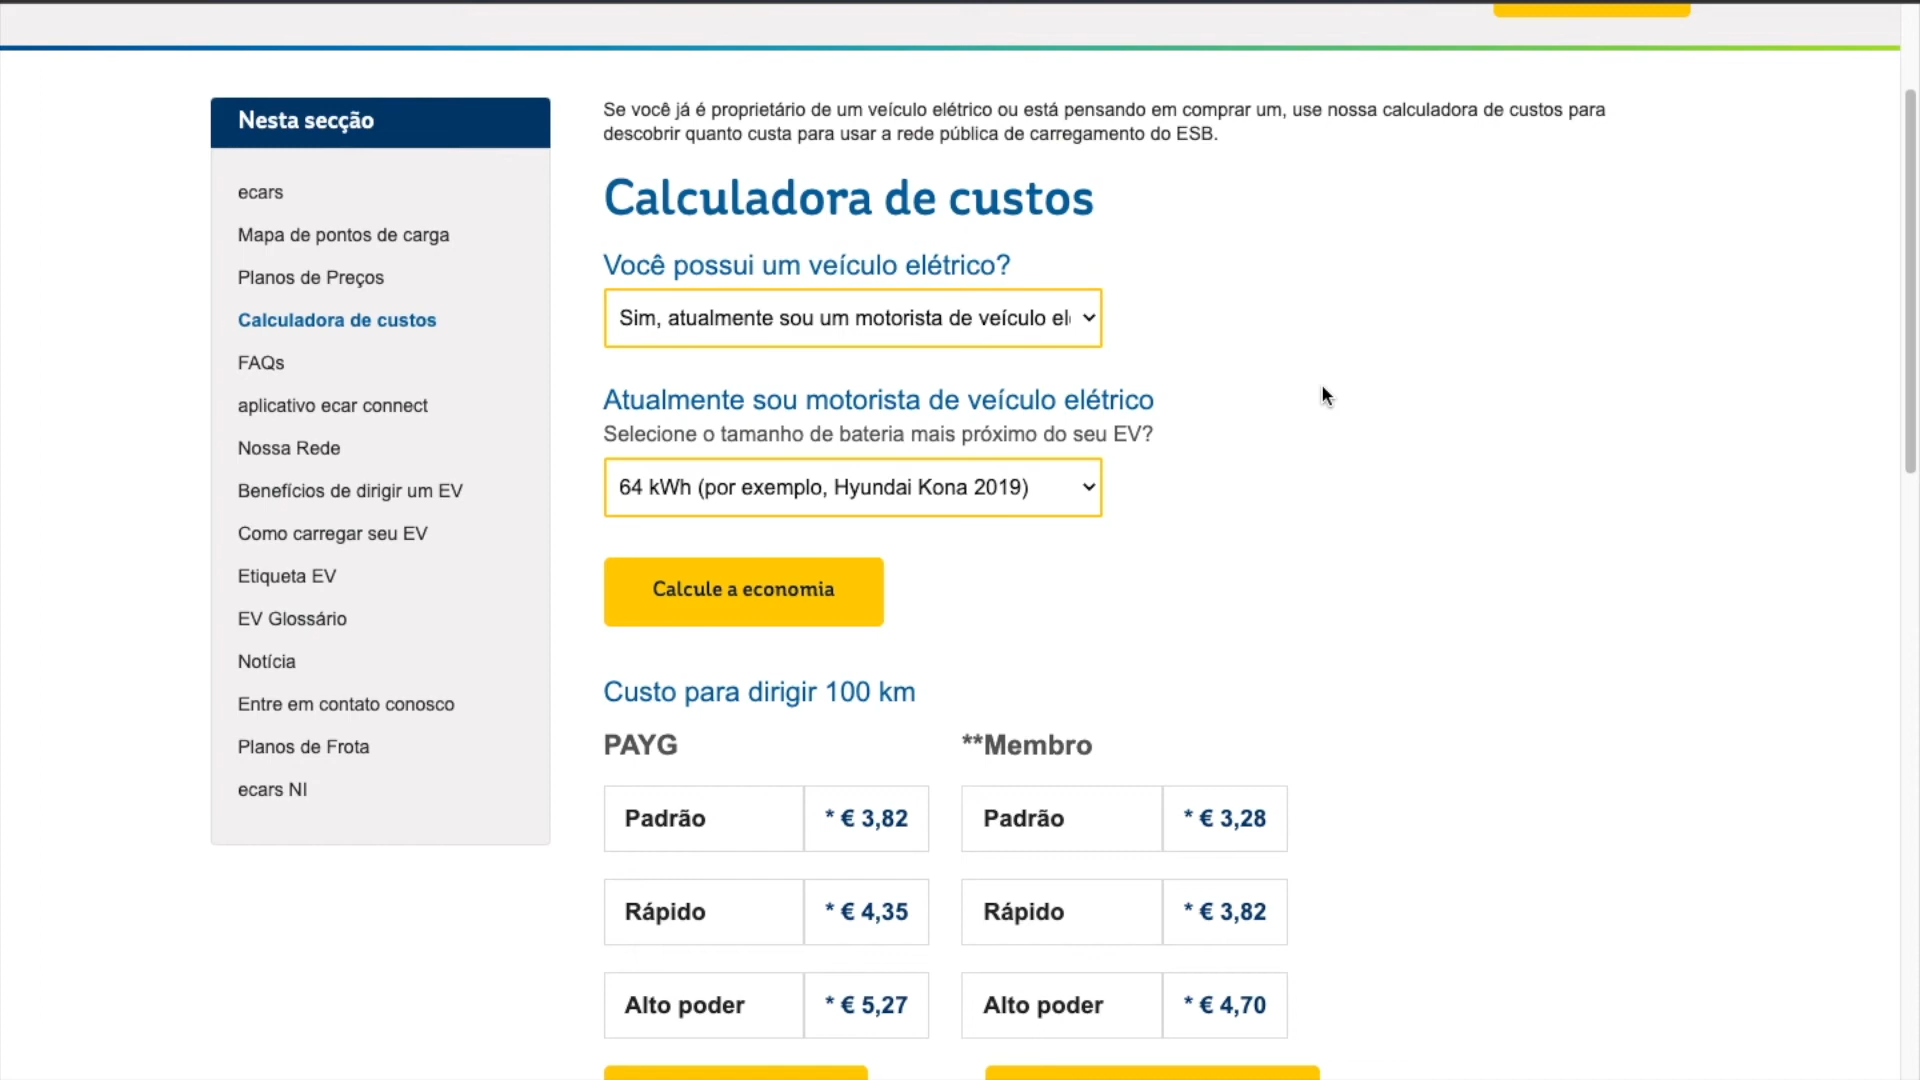 Nesta secção
ecars
Mapa de pontos de carga
Planos de Preços
Calculadora de custos
FAQs
aplicativo ecar connect
Nossa Rede
Benefícios de dirigir um EV
Como carregar seu EV
Etiqueta EV
EV Glossário
Notícia
Entre em contato conosco
Planos de Frota
ecars NI
Se você já é proprietário de um veículo elétrico ou está pensando em comprar um, use nossa calculadora de custos para
descobrir quanto custa para usar a rede pública de carregamento do ESB.
Calculadora de custos
Você possui um veículo elétrico?
Sim, atualmente sou um motorista de veículo el
Atualmente sou motorista de veículo elétrico
Selecione o tamanho de bateria mais próximo do seu EV?
64 kWh (por exemplo, Hyundai Kona 2019)
Calcule a economia
Custo para dirigir 100 km
PAYG **Membro
Padrão * € 3,82 Padrão * € 3,28
Rápido * € 4,35 Rápido * € 3,82
Alto poder * € 5,27 Alto poder * € 4,70